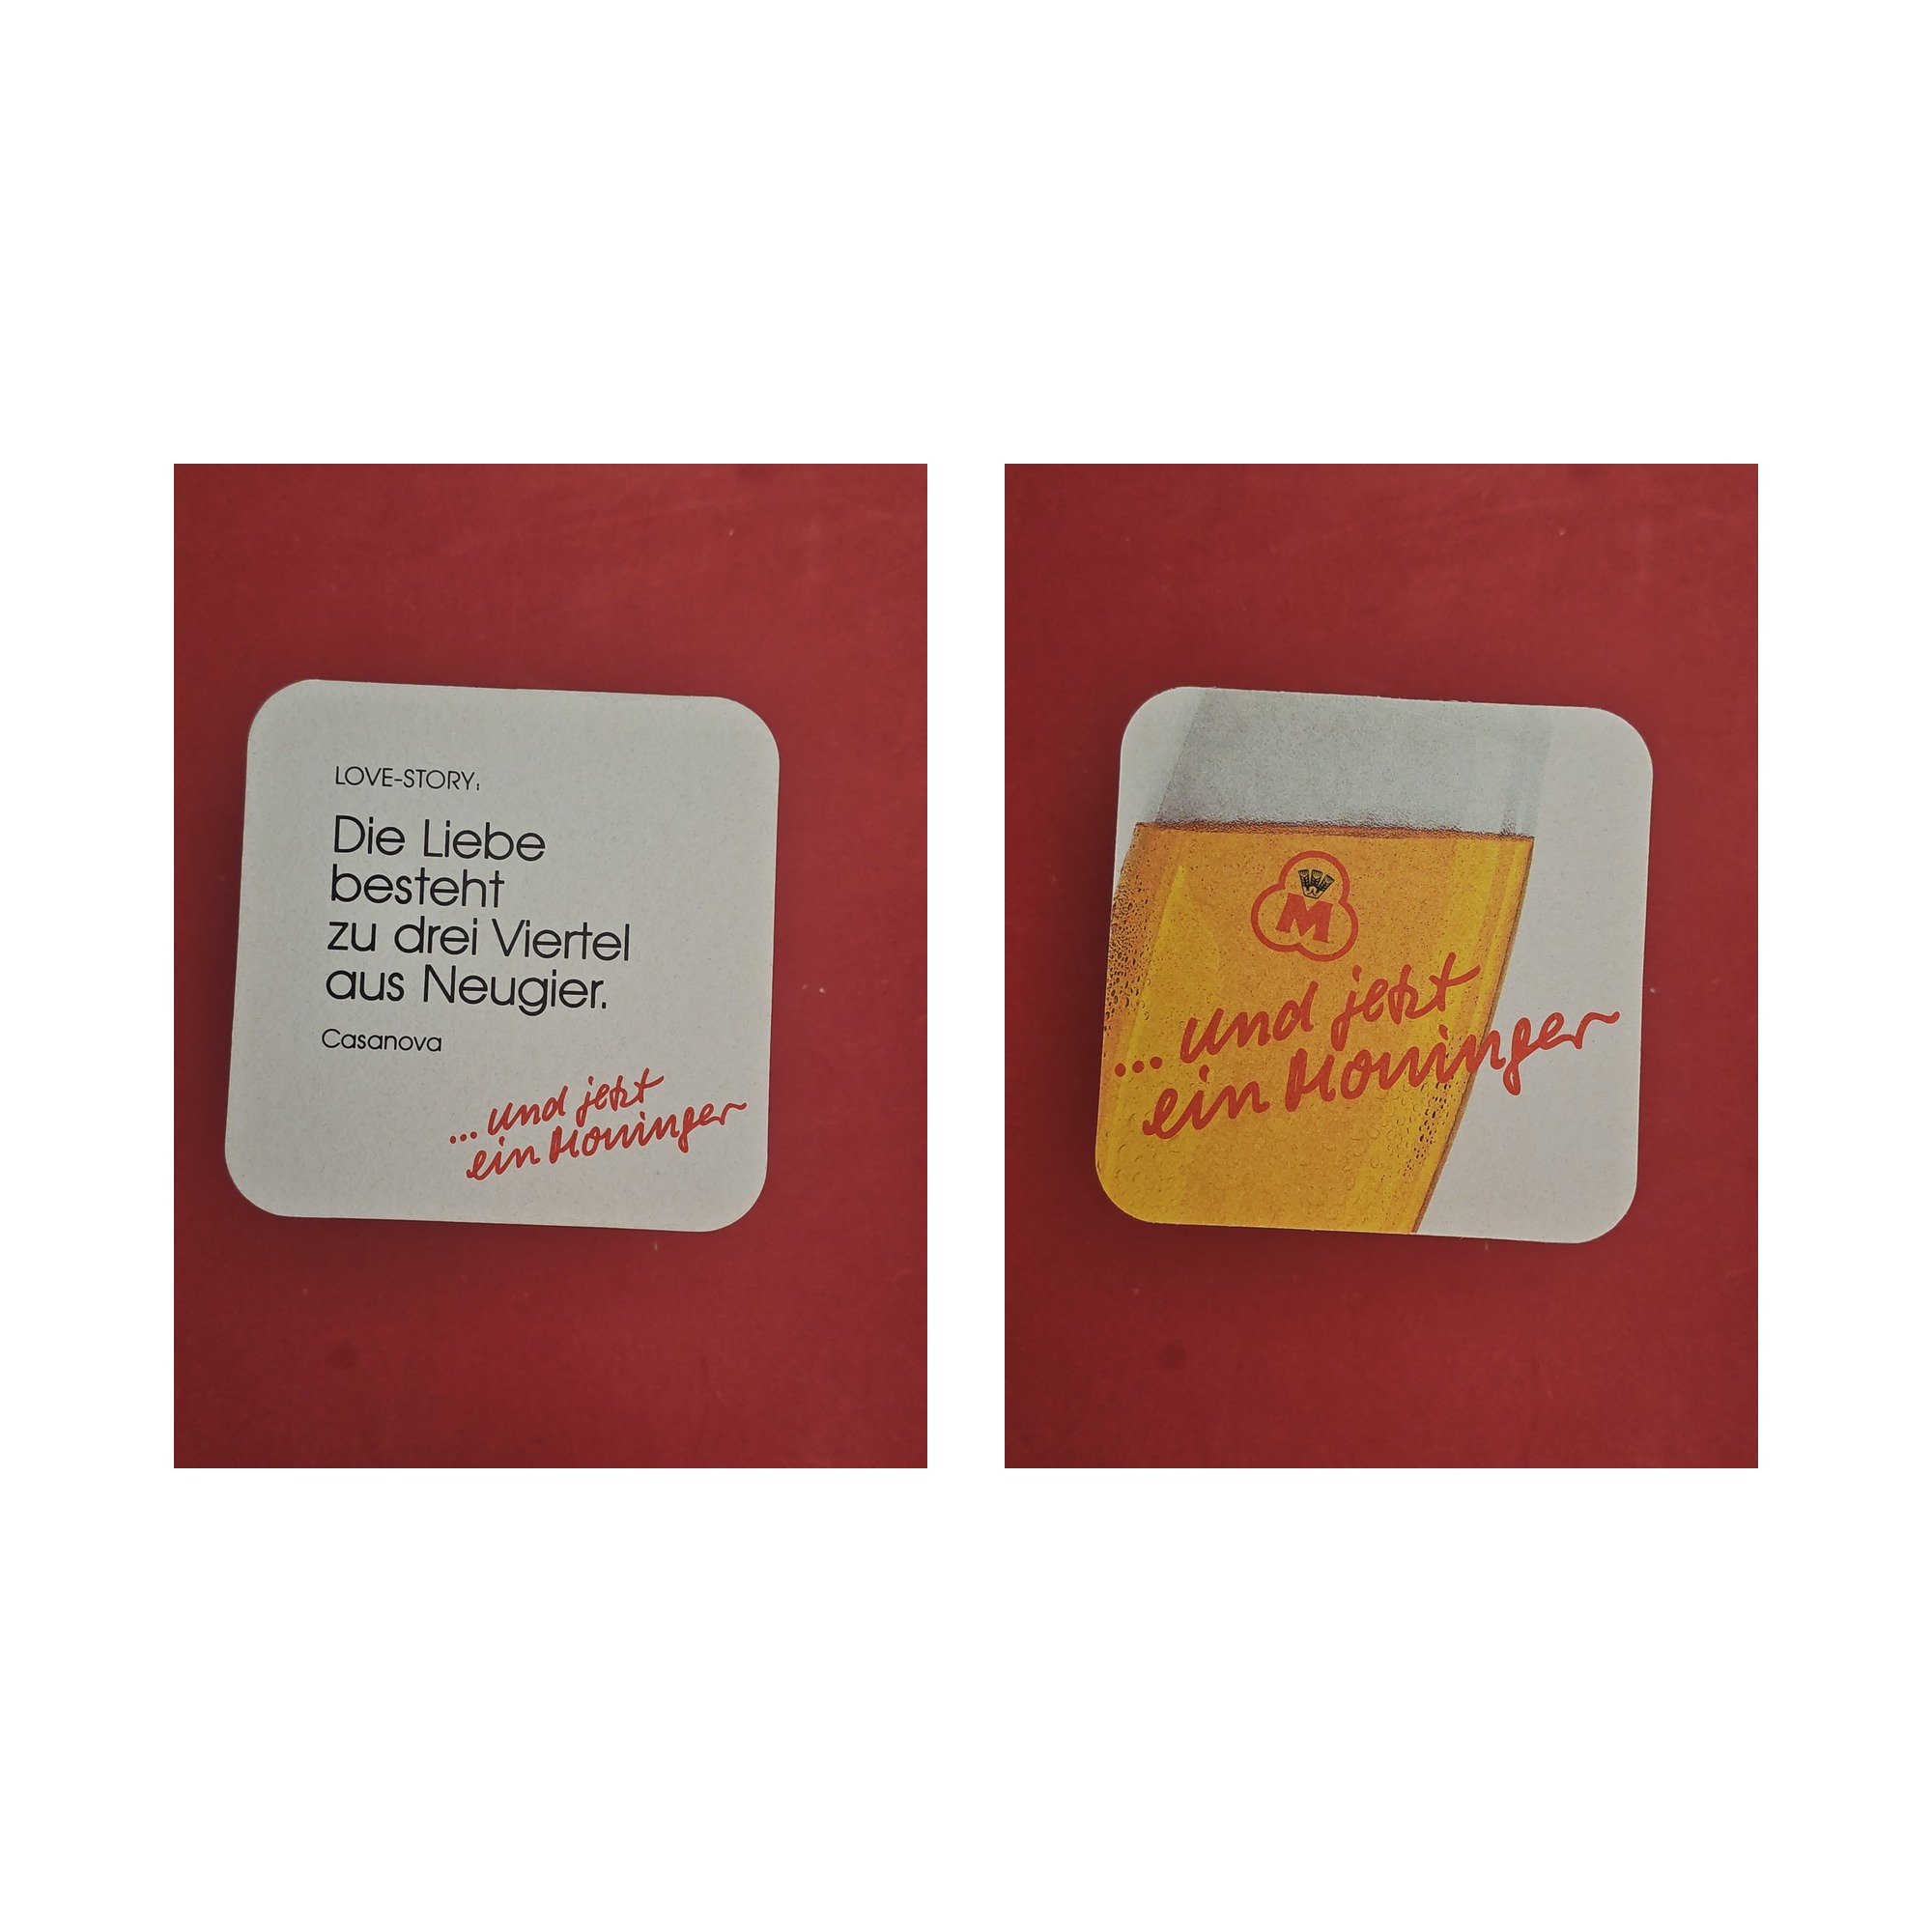 LOVE-STORY:
Die Liebe
besteht
zu drei Viertel
aus Neugier.
Casanova
... und jetzt
ein Moninger
M
... und jetzt
ein Moninger